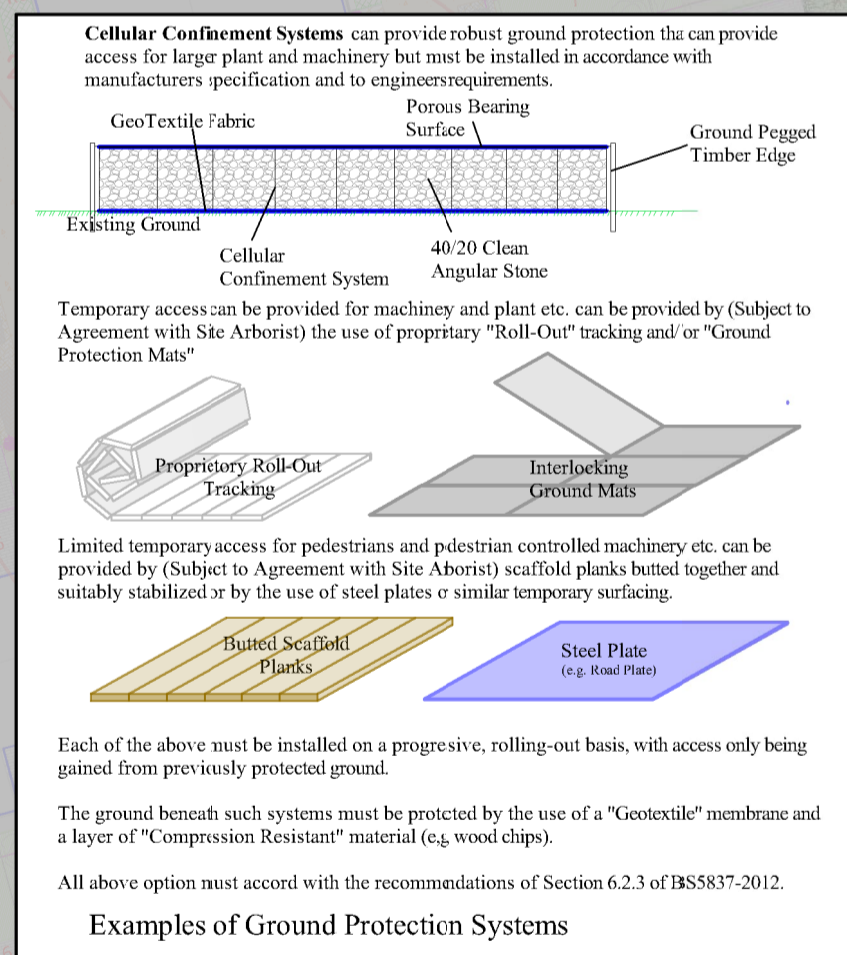 Cellular Confinement Systems can provide robust ground protection tha can provide
access for larger plant and machinery but must be installed in accordance with
manufacturers specification and to engineers requirements.
GeoTextile Fabric
Porous Bearing
Surface
Ground Pegged
Timber Edge
Existing Ground
Cellular
Confinement System
40/20 Clean
Angular Stone
Temporary access can be provided for machinery and plant etc. can be provided by (Subject to
Agreement with Site Arborist) the use of propritary "Roll-Out" tracking and/or "Ground
Protection Mats"
Proprietory Roll-Out
Tracking
Interlocking
Ground Mats
Limited temporary access for pedestrians and pedestrian controlled machinery etc. can be
provided by (Subject to Agreement with Site Aborist) scaffold planks butted together and
suitably stabilized or by the use of steel plates or similar temporary surfacing.
Butted Scaffold
Planks
Steel Plate
(e.g. Road Plate)
Each of the above must be installed on a progresive, rolling-out basis, with access only being
gained from previously protected ground.
The ground beneath such systems must be protcted by the use of a "Geotextile" membrane and
a layer of "Compression Resistant" material (e,g wood chips).
All above option must accord with the recommendations of Section 6.2.3 of BS5837-2012.
Examples of Ground Protection Systems